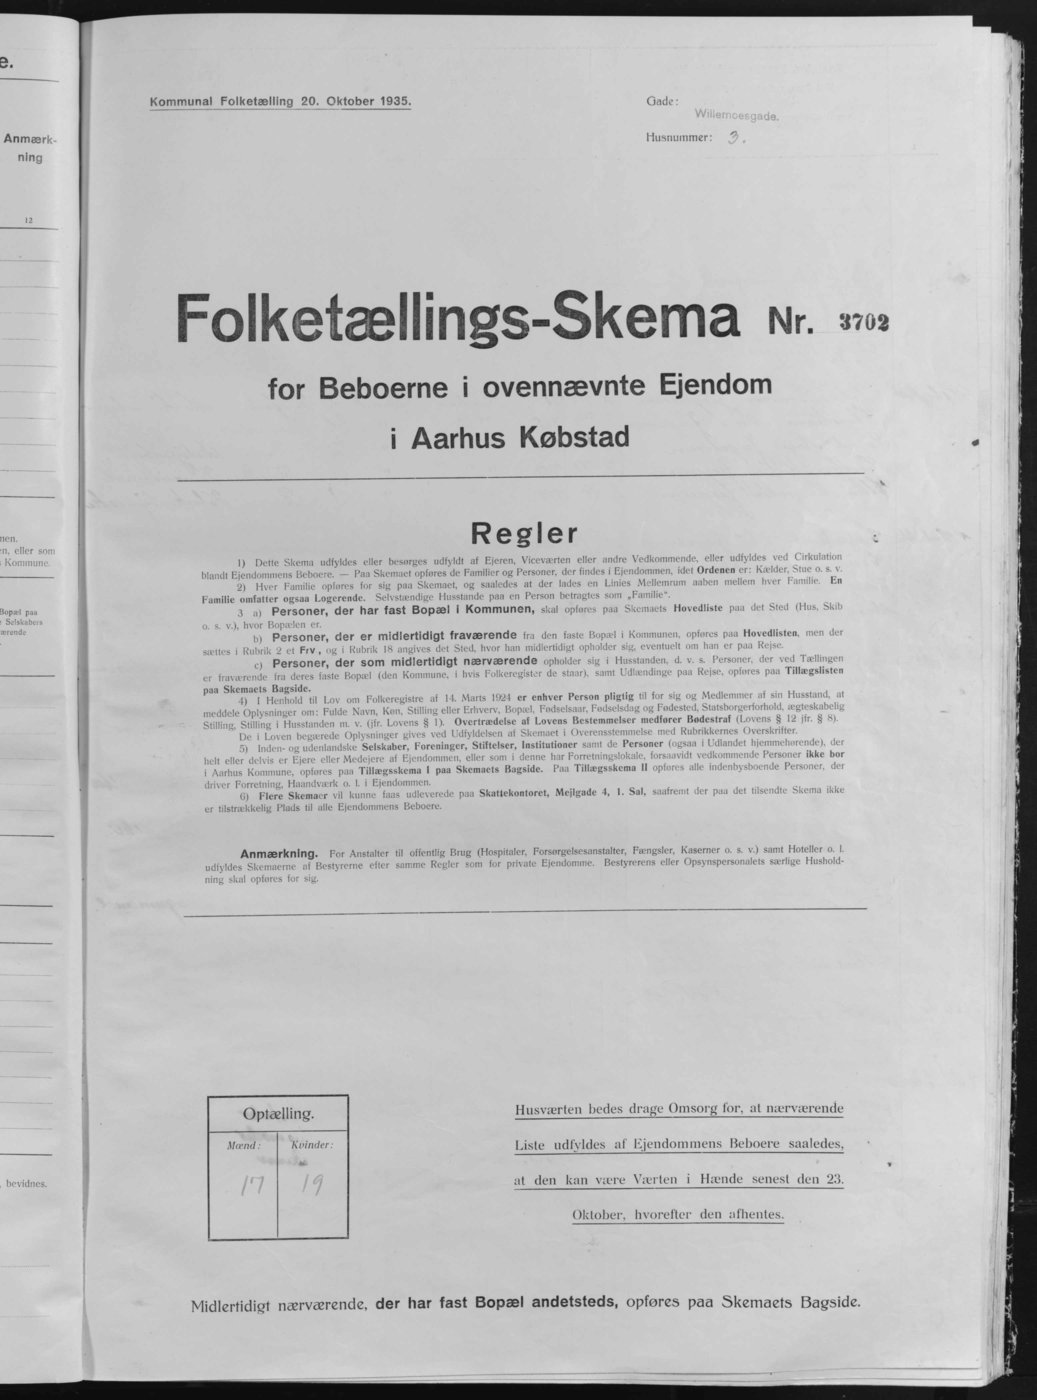 e.
Anmærk-
ning
12
nen.
en, eller som
Kommune.
Bopæl paa
Selskabers
ærende
bevidnes.
Kommunal Folketælling 20. Oktober 1935.
Gade:
Willemoesgade.
Husnummer: 3.
Folketællings-Skema Nr. 3702
for Beboerne i ovennævnte Ejendom
i Aarhus Købstad
Regler
1) Dette Skema udfyldes eller besørges udfyldt af Ejeren, Viceværten eller andre Vedkommende, eller udfyldes ved Cirkulation
blandt Ejendommens Beboere. — Paa Skemaet opføres de Familier og Personer, der findes i Ejendommen, idet Ordenen er: Kælder, Stue o. s. v.
2) Hver Familie opføres for sig paa Skemaet, og saaledes at der lades en Linies Mellemrum aaben mellem hver Familie. En
Familie omfatter ogsaa Logerende. Selvstændige Husstande paa en Person betragtes som „Familie“.
3 a) Personer, der har fast Bopæl i Kommunen, skal opføres paa Skemaets Hovedliste paa det Sted (Hus, Skib
o. s. v.), hvor Bopælen er.
b) Personer, der er midlertidigt fraværende fra den faste Bopæl i Kommunen, opføres paa Hovedlisten, men der
sættes i Rubrik 2 et Frv., og i Rubrik 18 angives det Sted, hvor han midlertidigt opholder sig, eventuelt om han er paa Rejse.
c) Personer, der som midlertidigt nærværende opholder sig i Husstanden, d. v. s. Personer, der ved Tællingen
er fraværende fra deres faste Bopæl (den Kommune, i hvis Folkeregister de staar), samt Udlændinge paa Rejse, opføres paa Tillægslisten
paa Skemaets Bagside.
4) I Henhold til Lov om Folkeregistre af 14. Marts 1924 er enhver Person pligtig til for sig og Medlemmer af sin Husstand, at
meddele Oplysninger om: Fulde Navn, Køn, Stilling eller Erhverv, Bopæl, Fødselsaar, Fødselsdag og Fødested, Statsborgerforhold, ægteskabelig
Stilling, Stilling i Husstanden m. v. (jfr. Lovens § 1). Overtrædelse af Lovens Bestemmelser medfører Bødestraf (Lovens § 12 jfr. § 8).
De i Loven begærede Oplysninger gives ved Udfyldelsen af Skemaet i Overensstemmelse med Rubrikkernes Overskrifter.
5) Inden- og udenlandske Selskaber, Foreninger, Stiftelser, Institutioner samt de Personer (ogsaa i Udlandet hjemmehørende), der
helt eller delvis er Ejere eller Medejere af Ejendommen, eller som i denne har Forretningslokale, forsaavidt vedkommende Personer ikke bor
i Aarhus Kommune, opføres paa Tillægsskema I paa Skemaets Bagside. Paa Tillægsskema II opføres alle indenbysboende Personer, der
driver Forretning, Haandværk o. l. i Ejendommen.
6) Flere Skemaer vil kunne faas udleverede paa Skattekontoret, Mejlgade 4, 1. Sal, saafremt der paa det tilsendte Skema ikke
er tilstrækkelig Plads til alle Ejendommens Beboere.
Anmærkning. For Anstalter til offentlig Brug (Hospitaler, Forsørgelsesanstalter, Fængsler, Kaserner o. s. v.) samt Hoteller o. l.
udfyldes Skemaerne af Bestyrerne efter samme Regler som for private Ejendomme. Bestyrerens eller Opsynspersonalets særlige Hushold-
ning skal opføres for sig.
Optælling.
Mænd: Kvinder:
17 19
Husværten bedes drage Omsorg for, at nærværende
Liste udfyldes af Ejendommens Beboere saaledes,
at den kan være Værten i Hænde senest den 23.
Oktober, hvorefter den afhentes.
Midlertidigt nærværende, der har fast Bopæl andetsteds, opføres paa Skemaets Bagside.